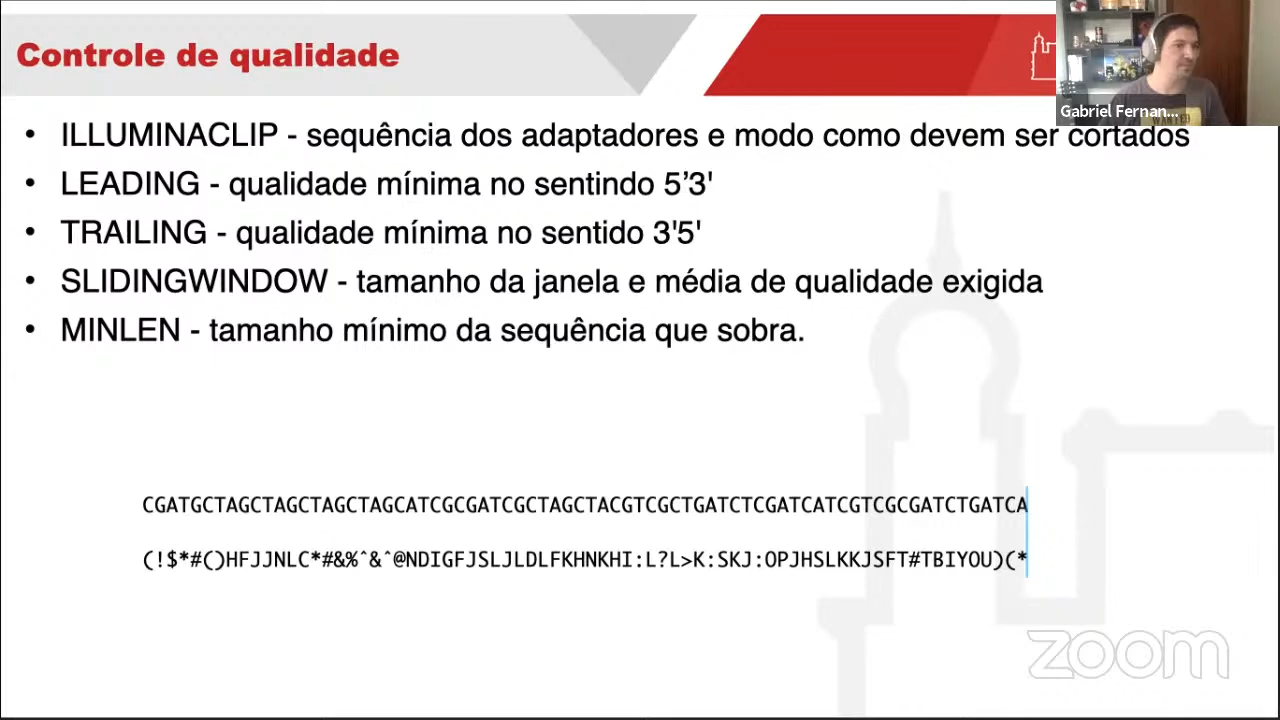 Controle de qualidade
Gabriel Fernan...
WANTED
• ILLUMINACLIP - sequência dos adaptadores e modo como devem ser cortados
• LEADING - qualidade mínima no sentindo 5’3'
• TRAILING - qualidade mínima no sentido 3'5'
• SLIDINGWINDOW - tamanho da janela e média de qualidade exigida
• MINLEN - tamanho mínimo da sequência que sobra.
CGATGCTAGCTAGCTAGCTAGCATCGCGATCGCTAGCTACGTCGCTGATCTCGATCATCGTCGCGATCTGATCA
(!$*#()HFJJNLC*#&%ˆ&ˆ@NDIGFJSLJLDLFKHNKHI:L?L>K:SKJ:OPJHSLKKJSFT#TBIYOU)(*
zoom